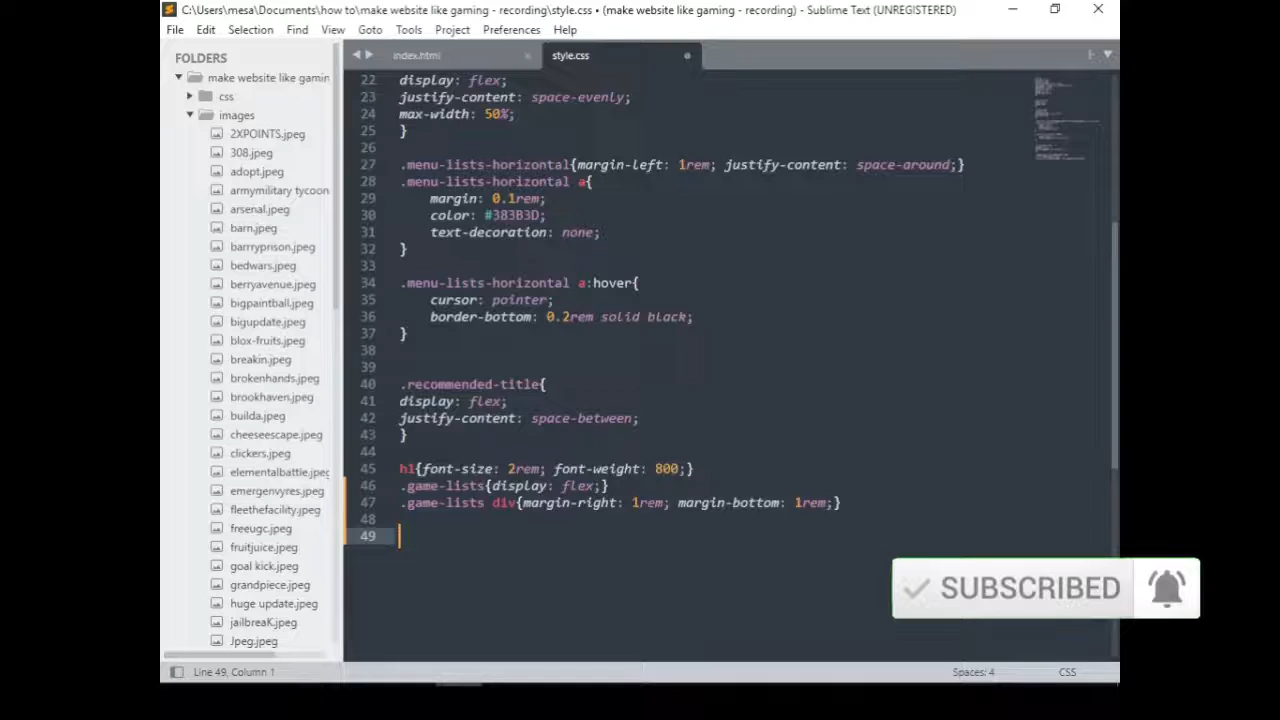 C:\Users\mesa\Documents\how to\make website like gaming - recording\style.css • (make website like gaming - recording) - Sublime Text (UNREGISTERED)
File Edit Selection Find View Goto Tools Project Preferences Help
FOLDERS
make website like gamin
css
images
2XPOINTS.jpeg
308.jpeg
adopt.jpeg
armymilitary tycoon
arsenal.jpeg
barn.jpeg
barrryprison.jpeg
bedwars.jpeg
berryavenue.jpeg
bigpaintball.jpeg
bigupdate.jpeg
blox-fruits.jpeg
breakin.jpeg
brokenhands.jpeg
brookhaven.jpeg
builda.jpeg
cheeseescape.jpeg
clickers.jpeg
elementalbattle.jpeg
emergenvyres.jpeg
fleethefacility.jpeg
freeugc.jpeg
fruitjuice.jpeg
goal kick.jpeg
grandpiece.jpeg
huge update.jpeg
jailbreaK.jpeg
Jpeg.jpeg
index.html style.css
22 display: flex;
23 justify-content: space-evenly;
24 max-width: 50%;
25 }
26
27 .menu-lists-horizontal{margin-left: 1rem; justify-content: space-around;}
28 .menu-lists-horizontal a{
29 margin: 0.1rem;
30 color: #383B3D;
31 text-decoration: none;
32 }
33
34 .menu-lists-horizontal a:hover{
35 cursor: pointer;
36 border-bottom: 0.2rem solid black;
37 }
38
39
40 .recommended-title{
41 display: flex;
42 justify-content: space-between;
43 }
44
45 h1{font-size: 2rem; font-weight: 800;}
46 .game-lists{display: flex;}
47 .game-lists div{margin-right: 1rem; margin-bottom: 1rem;}
48
49
SUBSCRIBED
Line 49, Column 1 Spaces: 4 CSS